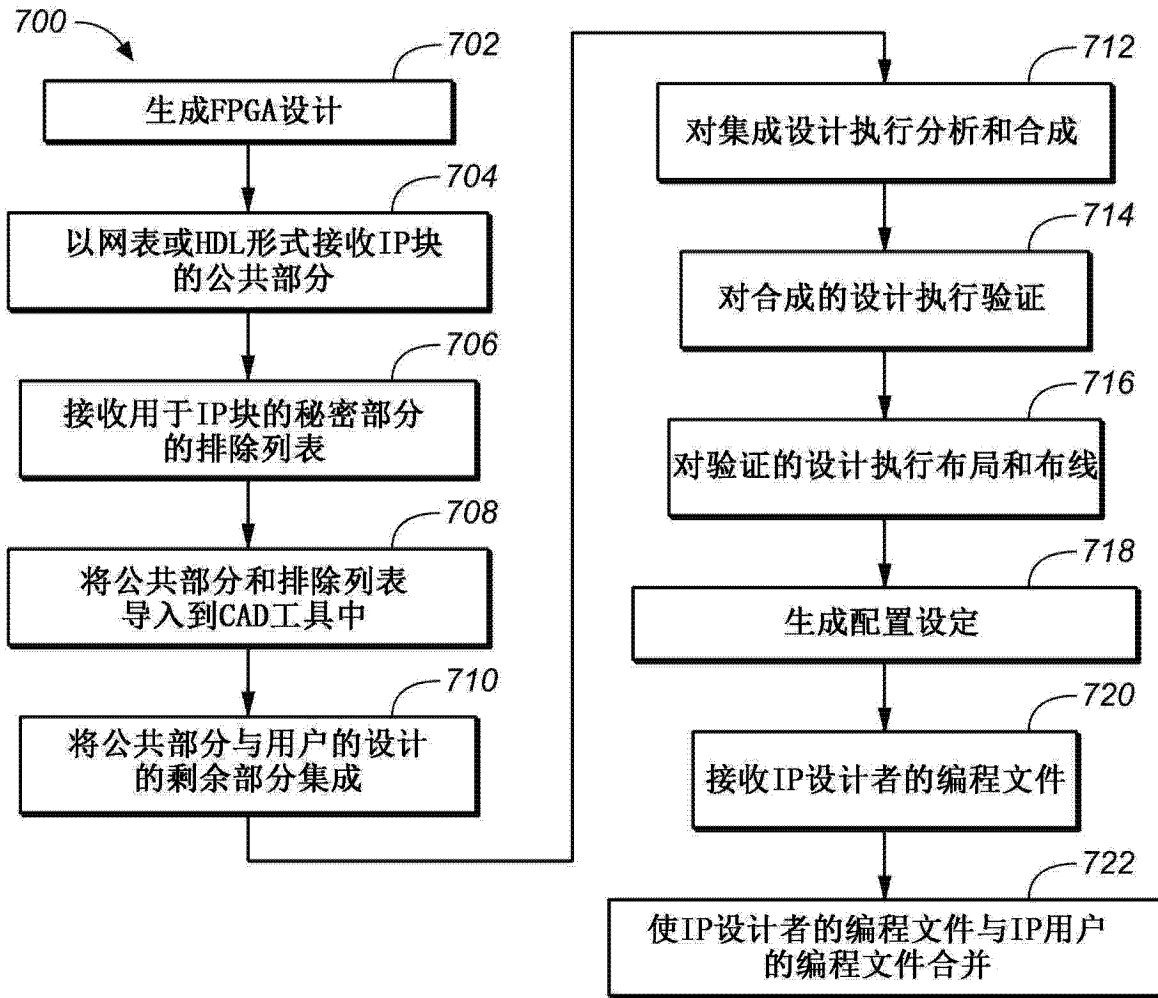 700
702
生成FPGA设计
704
以网表或HDL形式接收IP块
的公共部分
706
接收用于IP块的秘密部分
的排除列表
708
将公共部分和排除列表
导入到CAD工具中
710
将公共部分与用户的设计
的剩余部分集成
712
对集成设计执行分析和合成
714
对合成的设计执行验证
716
对验证的设计执行布局和布线
718
生成配置设定
720
接收IP设计者的编程文件
722
使IP设计者的编程文件与IP用户
的编程文件合并